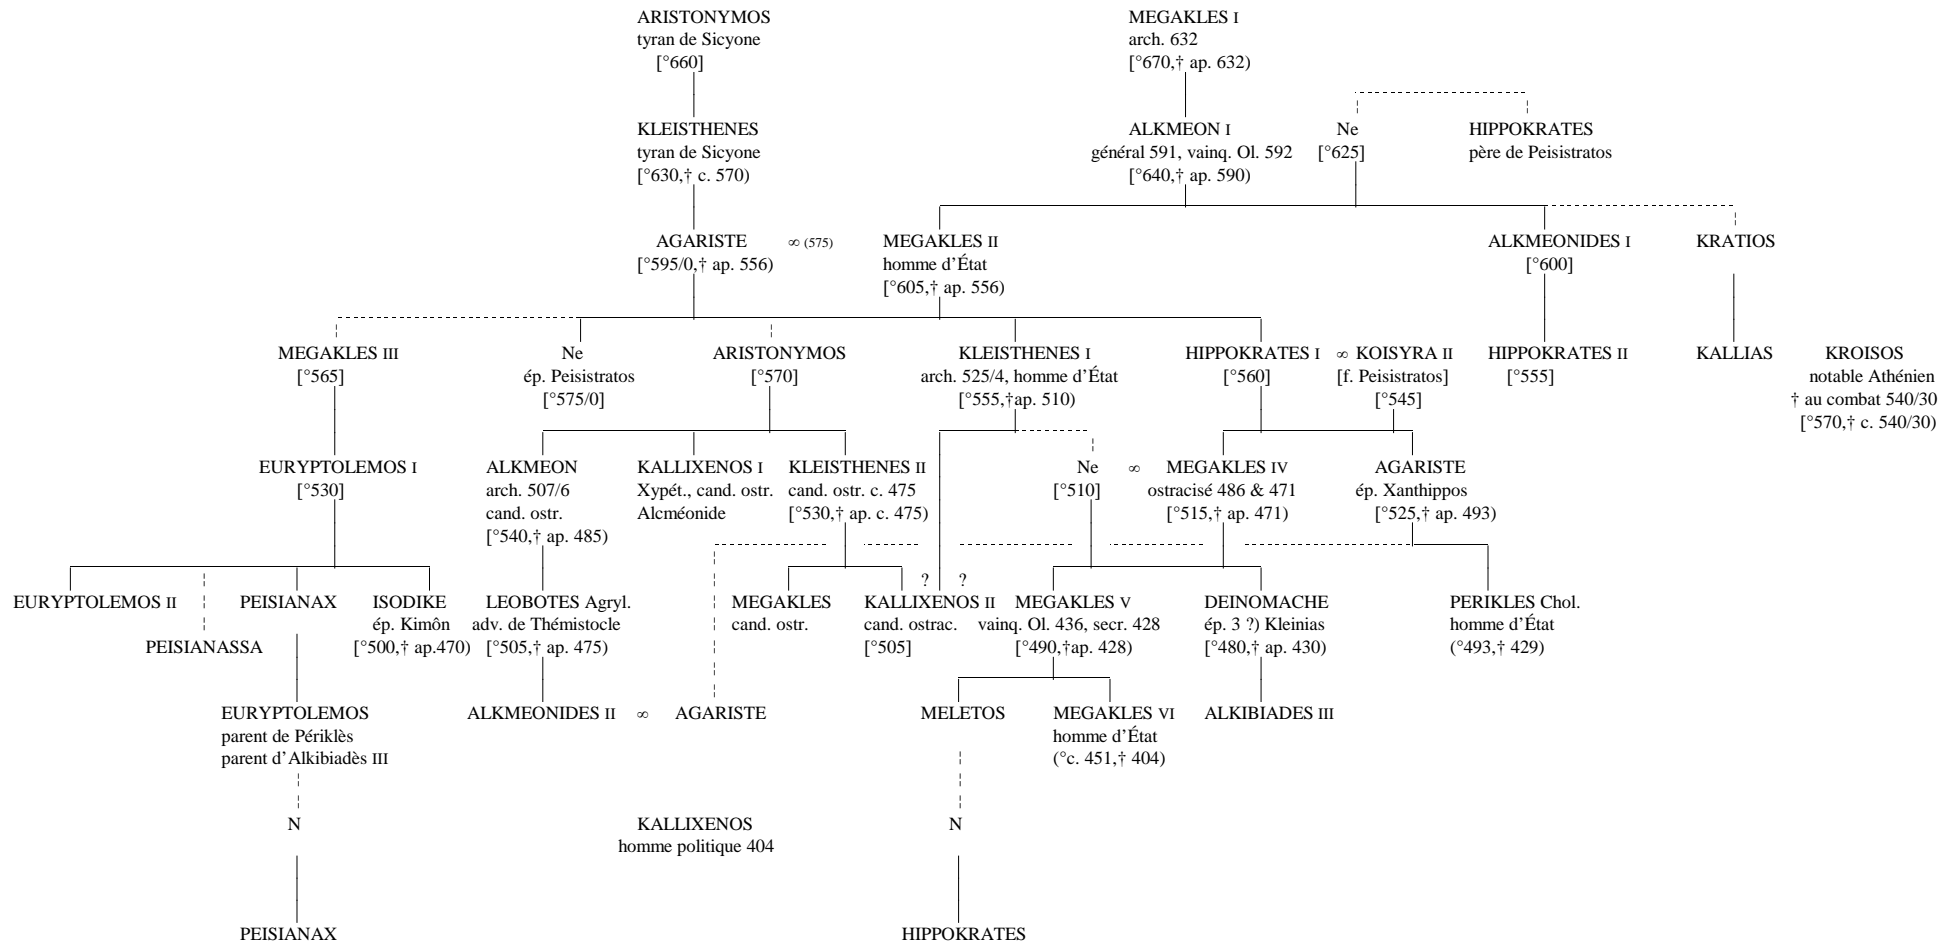 ARISTONYMOS
tyran de Sicyone
[°660]
MEGAKLES I
arch. 632
[°670,† ap. 632)
KLEISTHENES
tyran de Sicyone
[°630,† c. 570)
ALKMEON I
général 591, vainq. Ol. 592
[°640,† ap. 590)
Ne
[°625]
HIPPOKRATES
père de Peisistratos
AGARISTE
[°595/0,† ap. 556)
∞ (575)
MEGAKLES II
homme d’État
[°605,† ap. 556)
ALKMEONIDES I
[°600]
KRATIOS
MEGAKLES III
[°565]
Ne
ép. Peisistratos
[°575/0]
ARISTONYMOS
[°570]
KLEISTHENES I
arch. 525/4, homme d’État
[°555,†ap. 510)
HIPPOKRATES I
[°560]
∞ KOISYRA II
[f. Peisistratos]
[°545]
HIPPOKRATES II
[°555]
KALLIAS
KROISOS
notable Athénien
† au combat 540/30
[°570,† c. 540/30)
EURYPTOLEMOS I
[°530]
ALKMEON
arch. 507/6
cand. ostr.
[°540,† ap. 485)
KALLIXENOS I
Xypét., cand. ostr.
Alcméonide
KLEISTHENES II
cand. ostr. c. 475
[°530,† ap. c. 475)
Ne
[°510]
∞
MEGAKLES IV
ostracisé 486 & 471
[°515,† ap. 471)
AGARISTE
ép. Xanthippos
[°525,† ap. 493)
EURYPTOLEMOS II
PEISIANASSA
PEISIANAX
ISODIKE
ép. Kimôn
[°500,† ap.470)
LEOBOTES Agryl.
adv. de Thémistocle
[°505,† ap. 475)
MEGAKLES
cand. ostr.
? ?
KALLIXENOS II
cand. ostrac.
[°505]
MEGAKLES V
vainq. Ol. 436, secr. 428
[°490,†ap. 428)
DEINOMACHE
ép. 3 ?) Kleinias
[°480,† ap. 430)
PERIKLES Chol.
homme d’État
(°493,† 429)
EURYPTOLEMOS
parent de Périklès
parent d’Alkibiadès III
ALKMEONIDES II
∞
AGARISTE
MELETOS
MEGAKLES VI
homme d’État
(°c. 451,† 404)
ALKIBIADES III
N
KALLIXENOS
homme politique 404
N
PEISIANAX
HIPPOKRATES